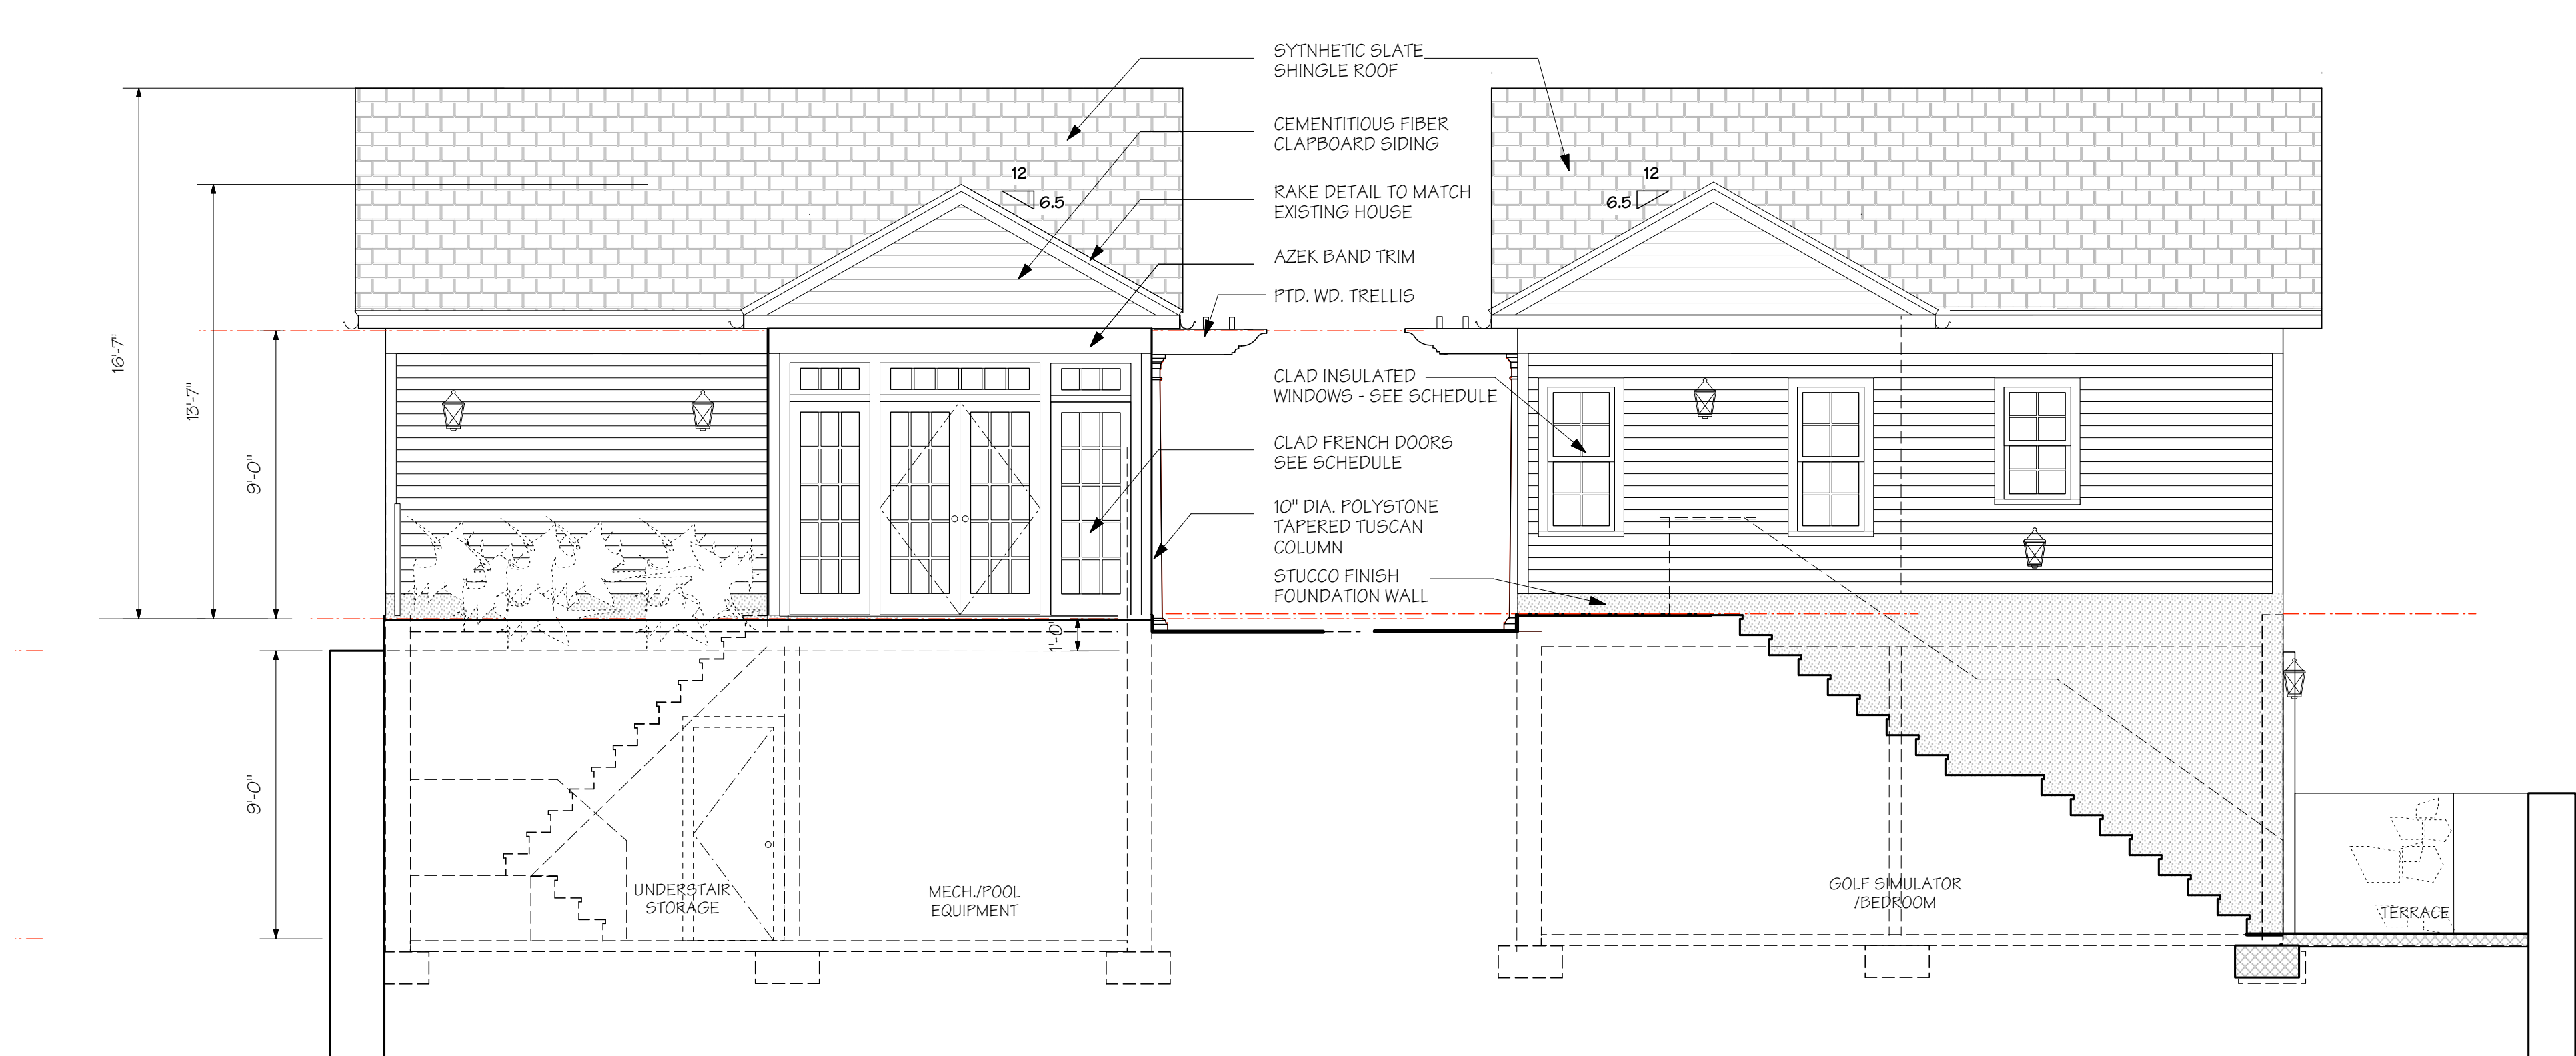 SYTNHETIC SLATE
SHINGLE ROOF
CEMENTITIOUS FIBER
CLAPBOARD SIDING
12
6.5
RAKE DETAIL TO MATCH
EXISTING HOUSE
12
6.5
AZEK BAND TRIM
PTD. WD. TRELLIS
16'-7"
13'-7"
9'-0"
CLAD INSULATED
WINDOWS - SEE SCHEDULE
CLAD FRENCH DOORS
SEE SCHEDULE
10" DIA. POLYSTONE
TAPERED TUSCAN
COLUMN
STUCCO FINISH
FOUNDATION WALL
1'-0"
9'-0"
UNDERSTAIR
STORAGE
MECH./POOL
EQUIPMENT
GOLF SIMULATOR
/BEDROOM
TERRACE